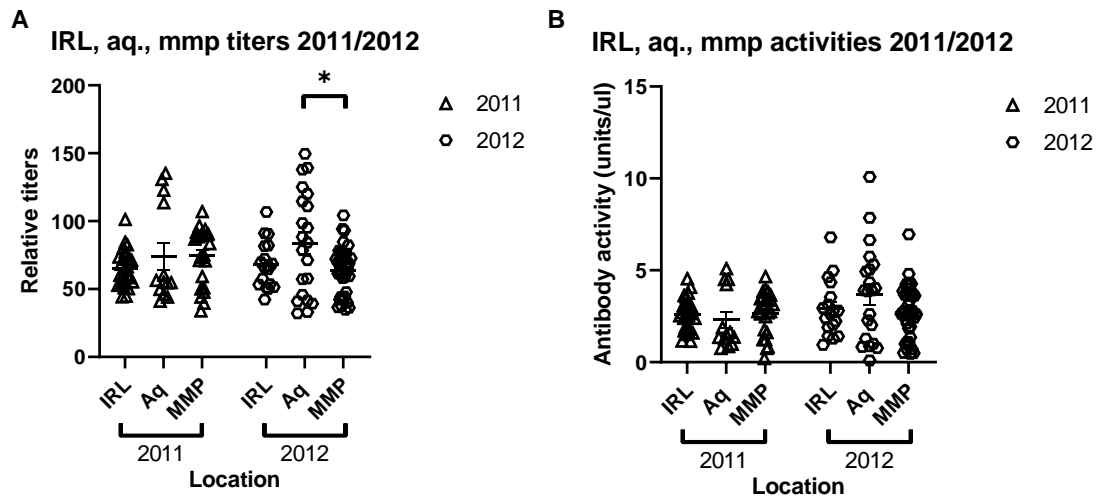 A
IRL, aq., mmp titers 2011/2012
200
150
100
50
0
Relative titers
*
2011
2012
IRL
Aq
MMP
IRL
Aq
MMP
2011
2012
Location
B
IRL, aq., mmp activities 2011/2012
15
10
5
0
Antibody activity (units/ul)
2011
2012
IRL
Aq
MMP
IRL
Aq
MMP
2011
2012
Location